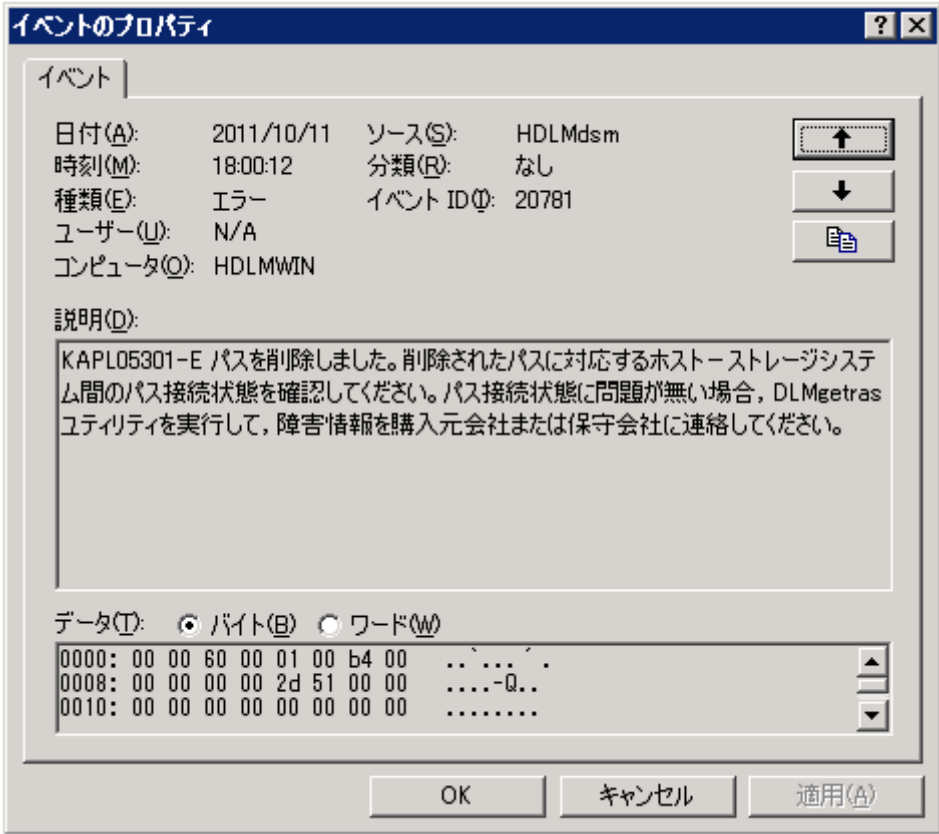 イベントのプロパティ
イベント
日付(A): 2011/10/11 ソース(S): HDLMdsm
時刻(M): 18:00:12 分類(R): なし
種類(E): エラー イベント ID(I): 20781
ユーザー(U): N/A
コンピュータ(O): HDLMWIN
説明(D):
KAPL05301-E パスを削除しました。削除されたパスに対応するホスト－ストレージシステ
ム間のパス接続状態を確認してください。パス接続状態に問題が無い場合，DLMgetras
ユティリティを実行して，障害情報を購入元会社または保守会社に連絡してください。
データ(T): バイト(B) ワード(W)
0000: 00 00 60 00 01 00 b4 00 ..`...´.
0008: 00 00 00 00 2d 51 00 00 ....-Q..
0010: 00 00 00 00 00 00 00 00 ........
OK キャンセル 適用(A)